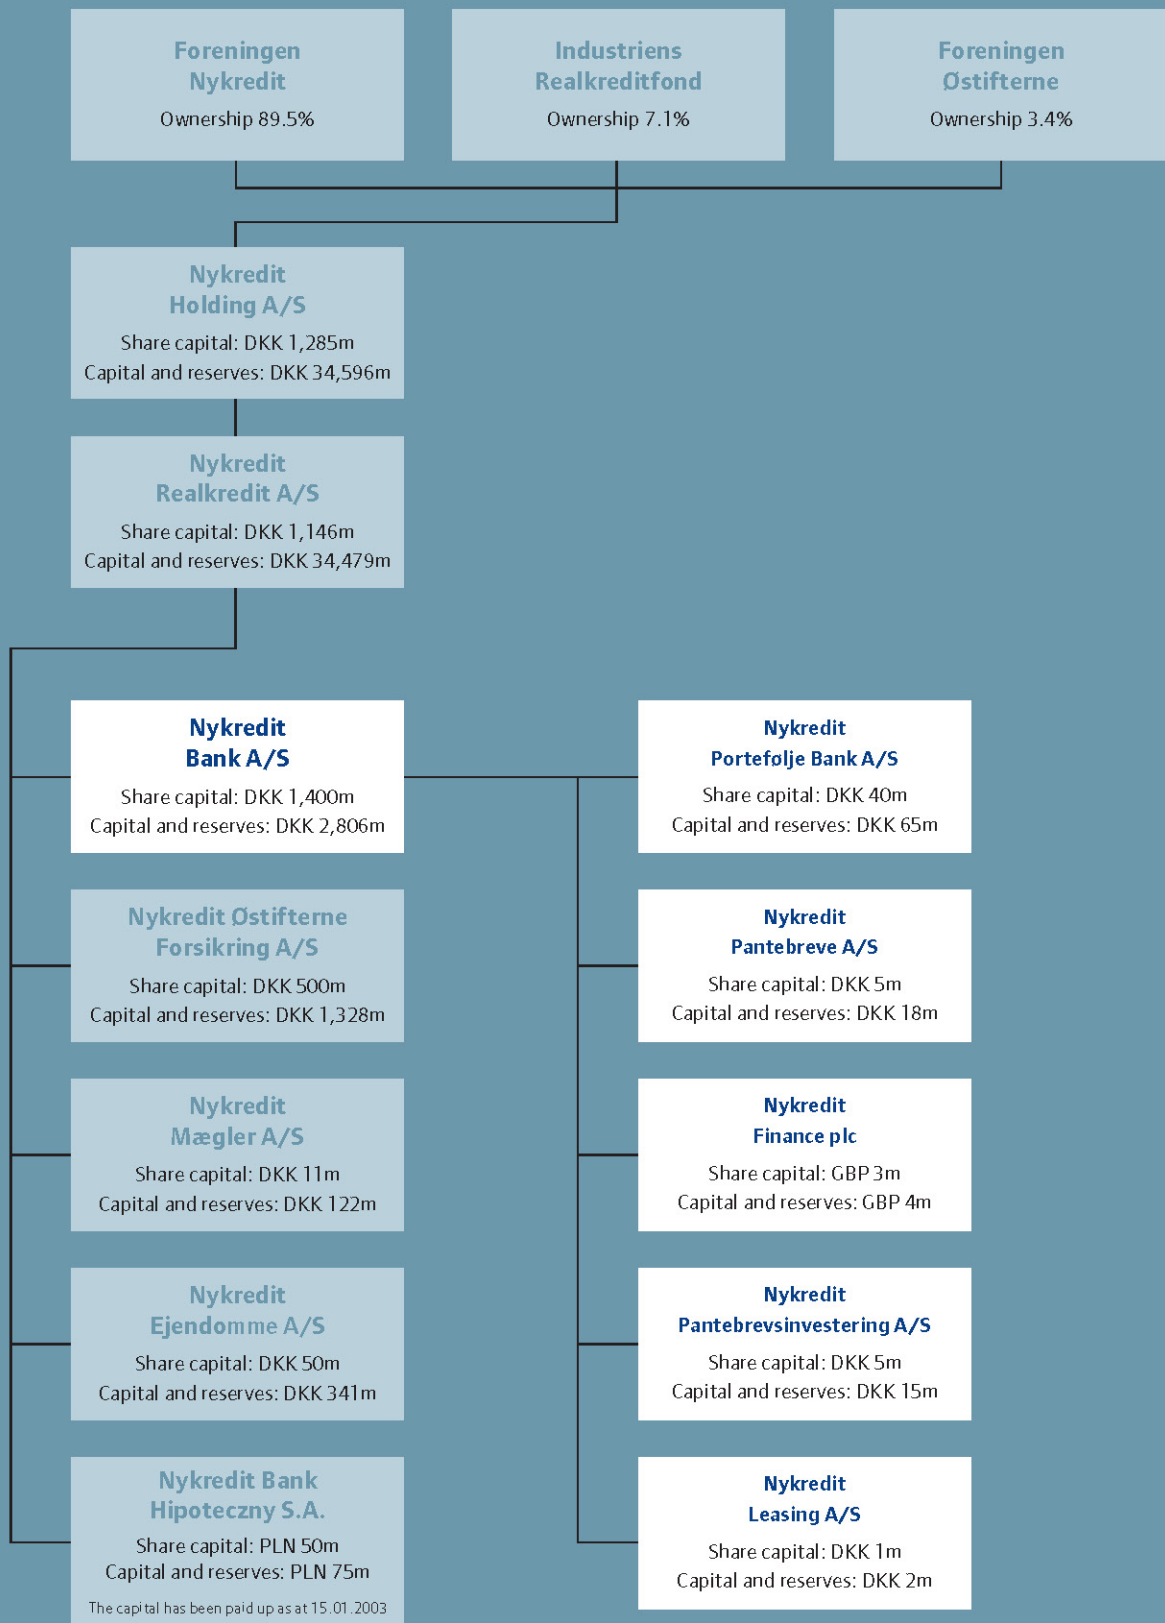 Foreningen
Nykredit
Ownership 89.5%
Industriens
Realkreditfond
Ownership 7.1%
Foreningen
Østifterne
Ownership 3.4%
Nykredit
Holding A/S
Share capital: DKK 1,285m
Capital and reserves: DKK 34,596m
Nykredit
Realkredit A/S
Share capital: DKK 1,146m
Capital and reserves: DKK 34,479m
Nykredit
Bank A/S
Share capital: DKK 1,400m
Capital and reserves: DKK 2,806m
Nykredit Østifterne
Forsikring A/S
Share capital: DKK 500m
Capital and reserves: DKK 1,328m
Nykredit
Mægler A/S
Share capital: DKK 11m
Capital and reserves: DKK 122m
Nykredit
Ejendomme A/S
Share capital: DKK 50m
Capital and reserves: DKK 341m
Nykredit Bank
Hipoteczny S.A.
Share capital: PLN 50m
Capital and reserves: PLN 75m
The capital has been paid up as at 15.01.2003
Nykredit
Portefølje Bank A/S
Share capital: DKK 40m
Capital and reserves: DKK 65m
Nykredit
Pantebreve A/S
Share capital: DKK 5m
Capital and reserves: DKK 18m
Nykredit
Finance plc
Share capital: GBP 3m
Capital and reserves: GBP 4m
Nykredit
Pantebrevsinvestering A/S
Share capital: DKK 5m
Capital and reserves: DKK 15m
Nykredit
Leasing A/S
Share capital: DKK 1m
Capital and reserves: DKK 2m